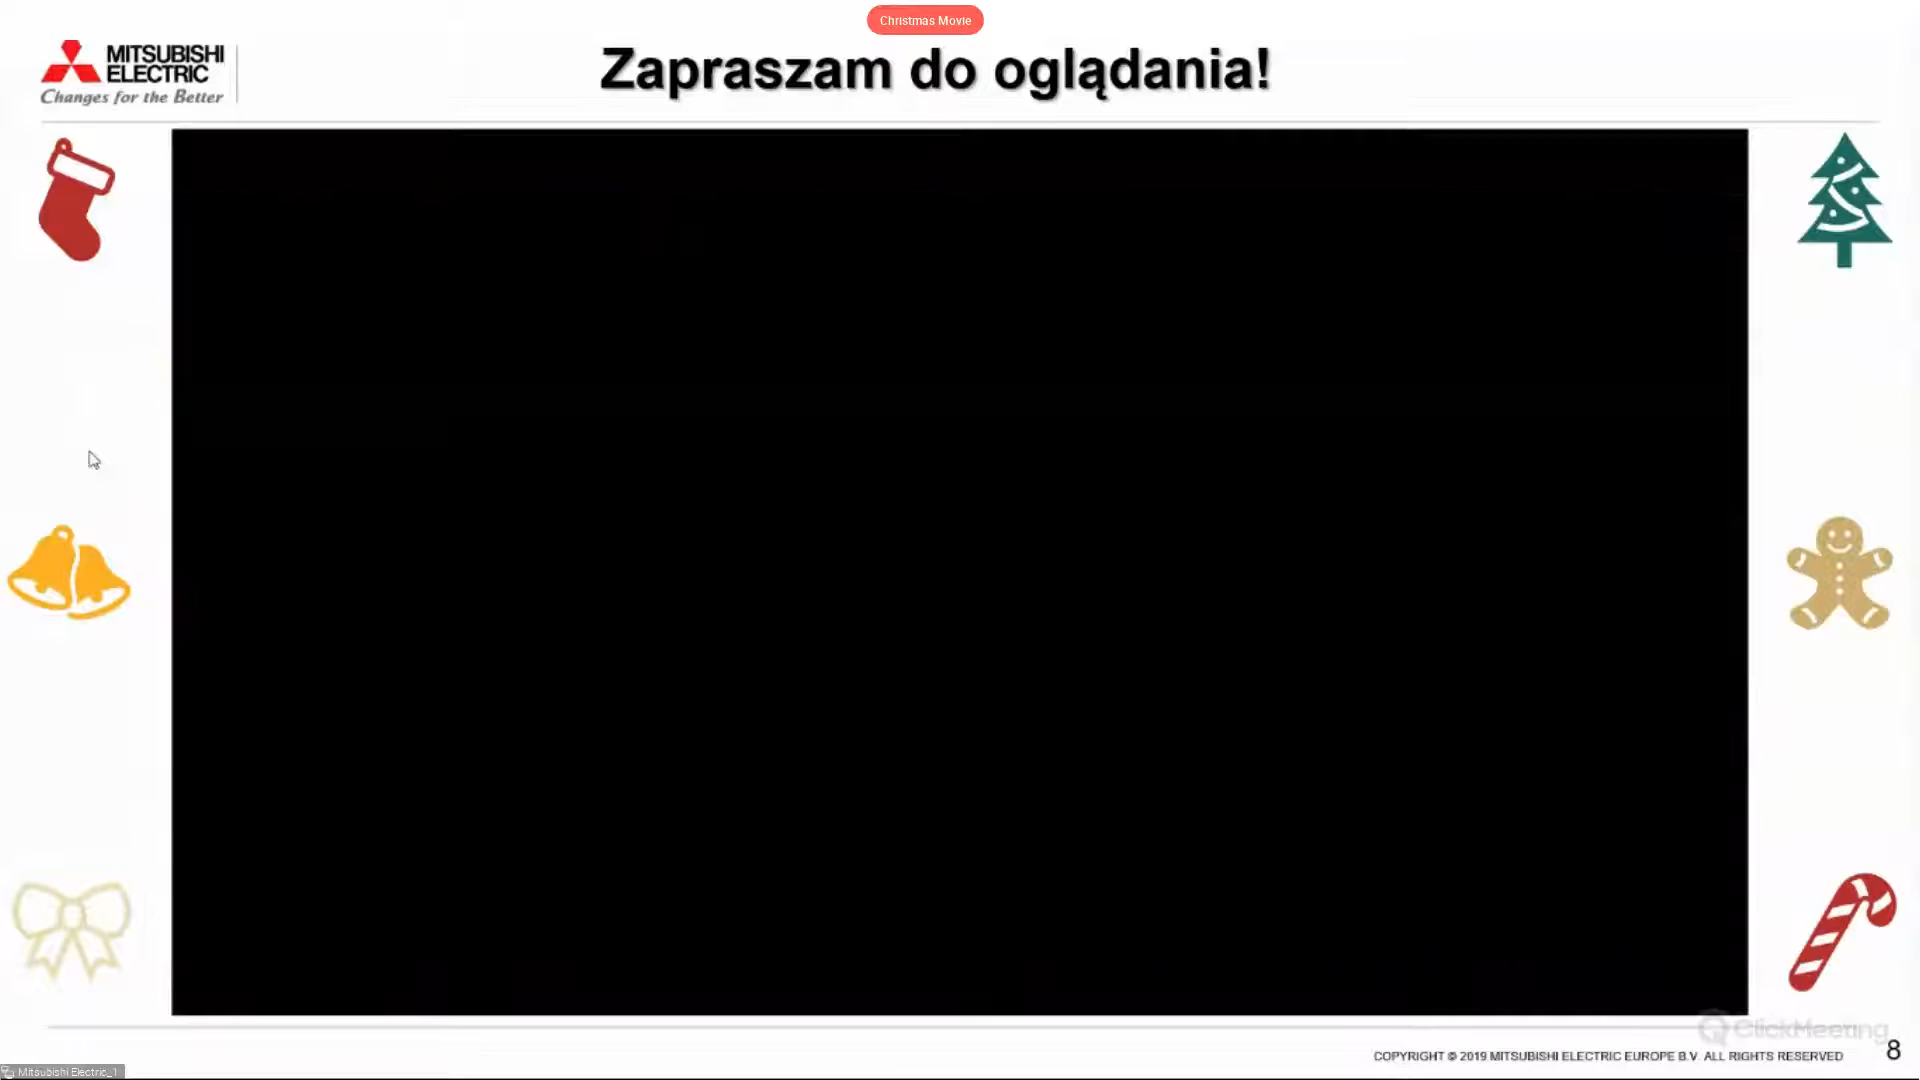 Christmas Movie
MITSUBISHI
ELECTRIC
Changes for the Better
Zapraszam do oglądania!
ClickMeeting
COPYRIGHT © 2019 MITSUBISHI ELECTRIC EUROPE B.V ALL RIGHTS RESERVED
8
Mitsubishi Electric_1